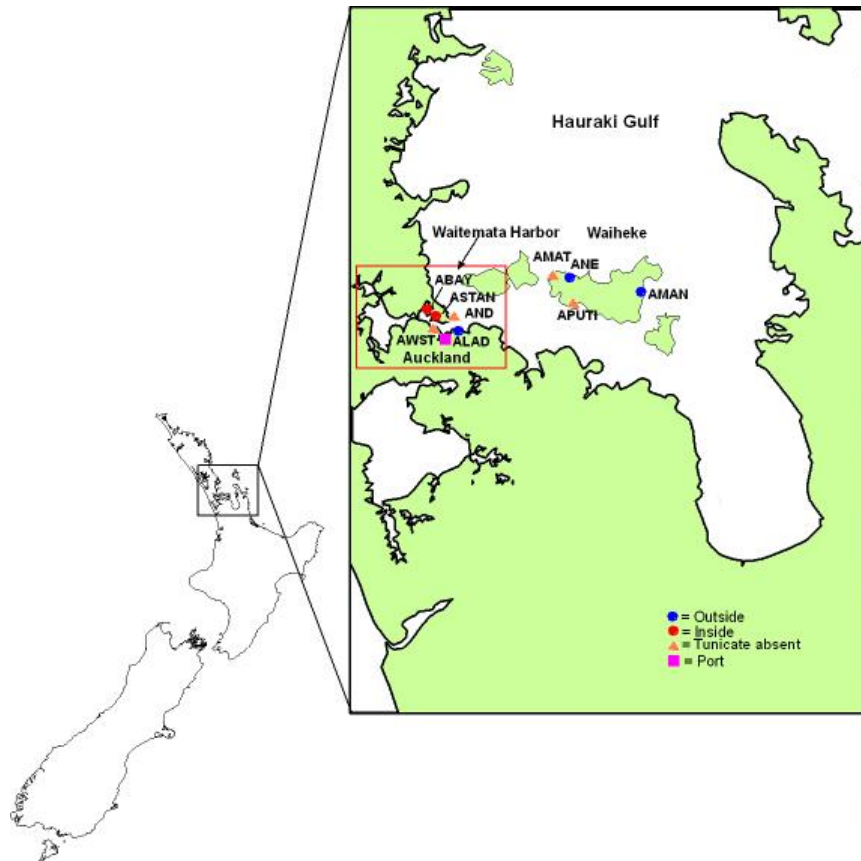 Hauraki Gulf
Waitemata Harbor
Waiheke
AMAT
ANE
ABAY
ASTAN
AMAN
AND
APUTI
AWST
ALAD
Auckland
= Outside
= Inside
= Tunicate absent
= Port